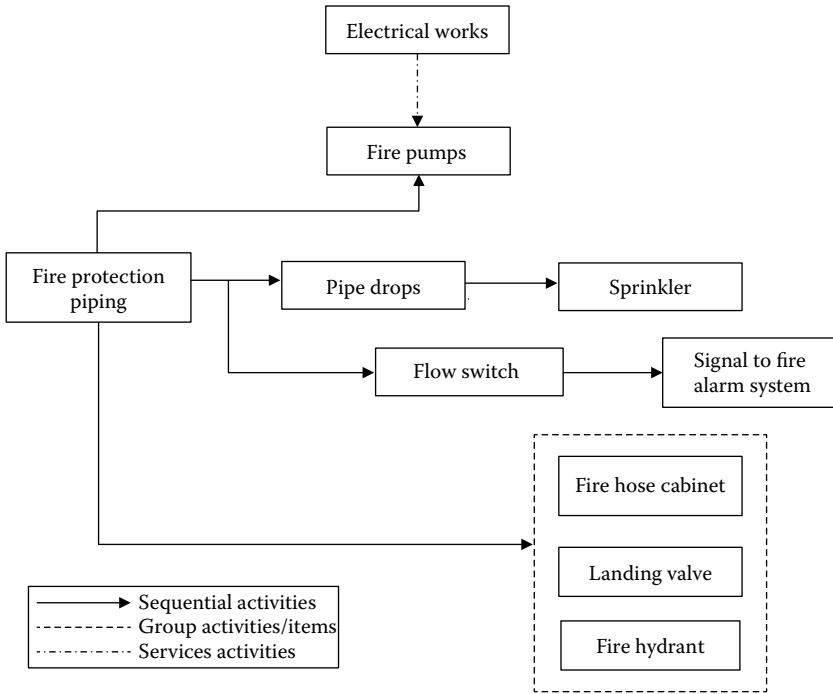 Electrical works
Fire pumps
Fire protection
piping
Pipe drops
Sprinkler
Flow switch
Signal to fire
alarm system
Fire hose cabinet
Landing valve
Fire hydrant
Sequential activities
Group activities/items
Services activities